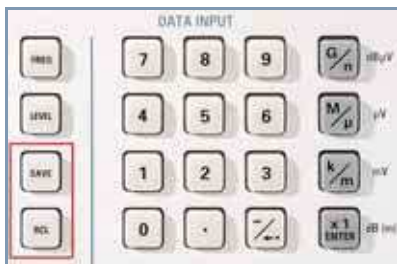 DATA INPUT
FREQ 7 8 9 G/n dBµV
LEVEL 4 5 6 M/µ µV
SAVE 1 2 3 k/m mV
RCL 0 . -/← x 1 ENTER dB (m)